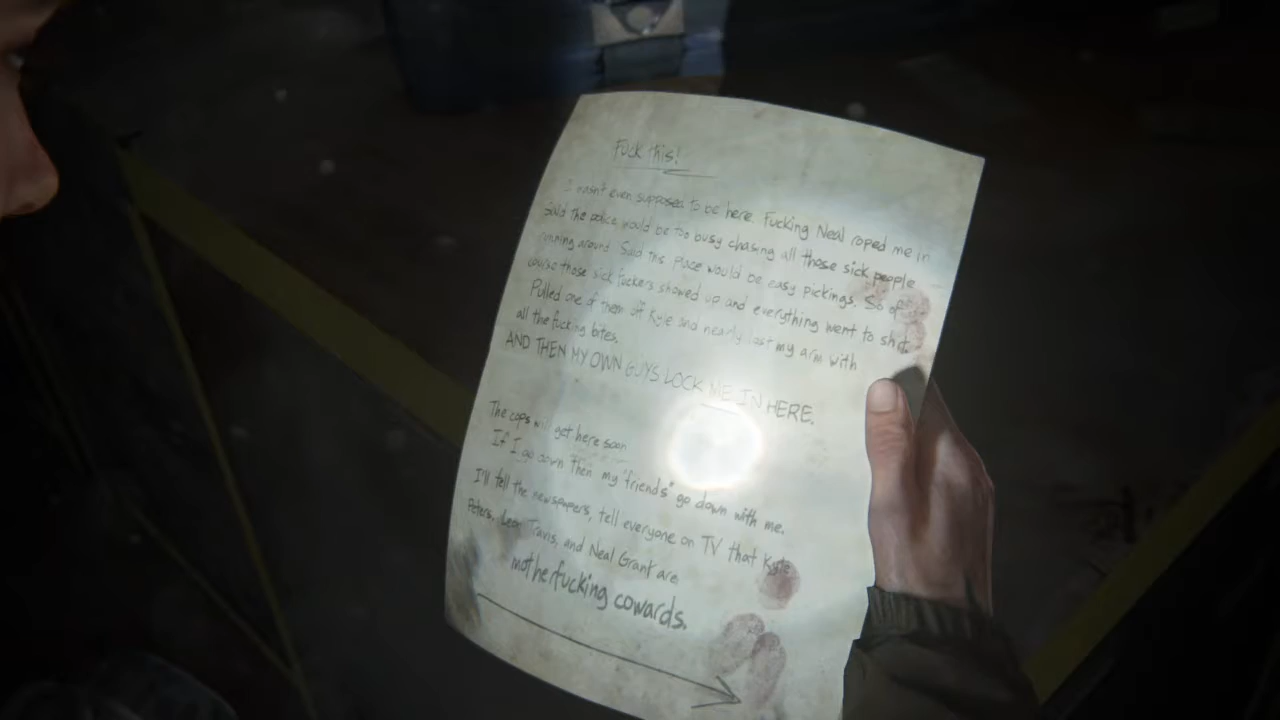 Fuck this!
I wasn't even supposed to be here. Fucking Neal roped me in
Said the police would be too busy chasing all those sick people
running around. Said this place would be easy pickings. So of
course those sick fuckers showed up and everything went to shit.
Pulled one of them off Kyle and nearly lost my arm with
all the fucking bites.
AND THEN MY OWN GUYS LOCK ME IN HERE.
The cops will get here soon
If I go down then my "friends" go down with me.
I'll tell the newspapers, tell everyone on TV that Kyle
Peters, Leon Travis, and Neal Grant are
motherfucking cowards.